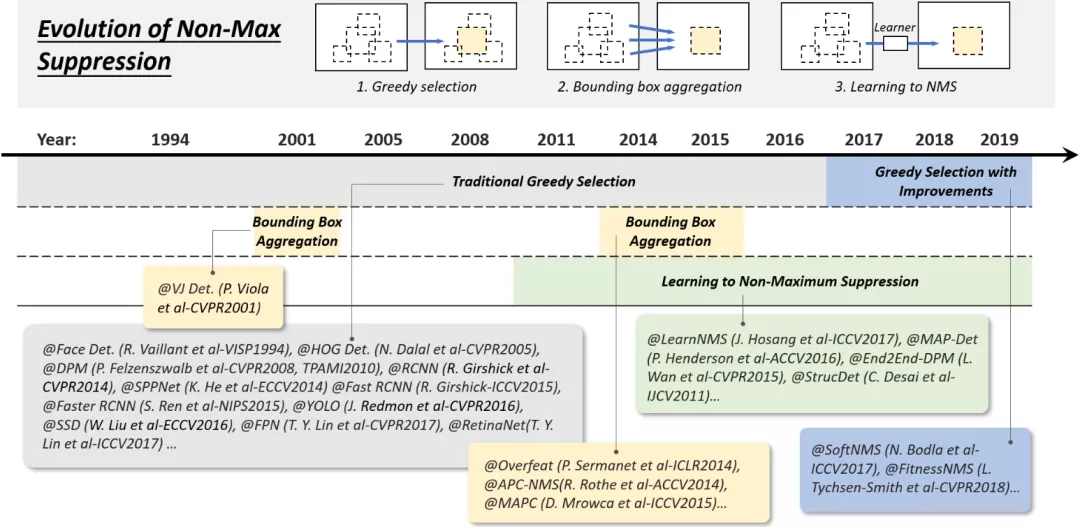 Evolution of Non-Max
Suppression
Learner
1. Greedy selection
2. Bounding box aggregation
3. Learning to NMS
Year: 1994 2001 2005 2008 2011 2014 2015 2016 2017 2018 2019
Traditional Greedy Selection
Greedy Selection with
Improvements
Bounding Box
Aggregation
Bounding Box
Aggregation
Learning to Non-Maximum Suppression
@VJ Det. (P. Viola
et al-CVPR2001)
@Face Det. (R. Vaillant et al-VISP1994), @HOG Det. (N. Dalal et al-CVPR2005),
@DPM (P. Felzenszwalb et al-CVPR2008, TPAMI2010), @RCNN (R. Girshick et al-
CVPR2014), @SPPNet (K. He et al-ECCV2014) @Fast RCNN (R. Girshick-ICCV2015),
@Faster RCNN (S. Ren et al-NIPS2015), @YOLO (J. Redmon et al-CVPR2016),
@SSD (W. Liu et al-ECCV2016), @FPN (T. Y. Lin et al-CVPR2017), @RetinaNet(T. Y.
Lin et al-ICCV2017) ...
@LearnNMS (J. Hosang et al-ICCV2017), @MAP-Det
(P. Henderson et al-ACCV2016), @End2End-DPM (L.
Wan et al-CVPR2015), @StrucDet (C. Desai et al-
IJCV2011)...
@Overfeat (P. Sermanet et al-ICLR2014),
@APC-NMS(R. Rothe et al-ACCV2014),
@MAPC (D. Mrowca et al-ICCV2015)...
@SoftNMS (N. Bodla et al-
ICCV2017), @FitnessNMS (L.
Tychsen-Smith et al-CVPR2018)...